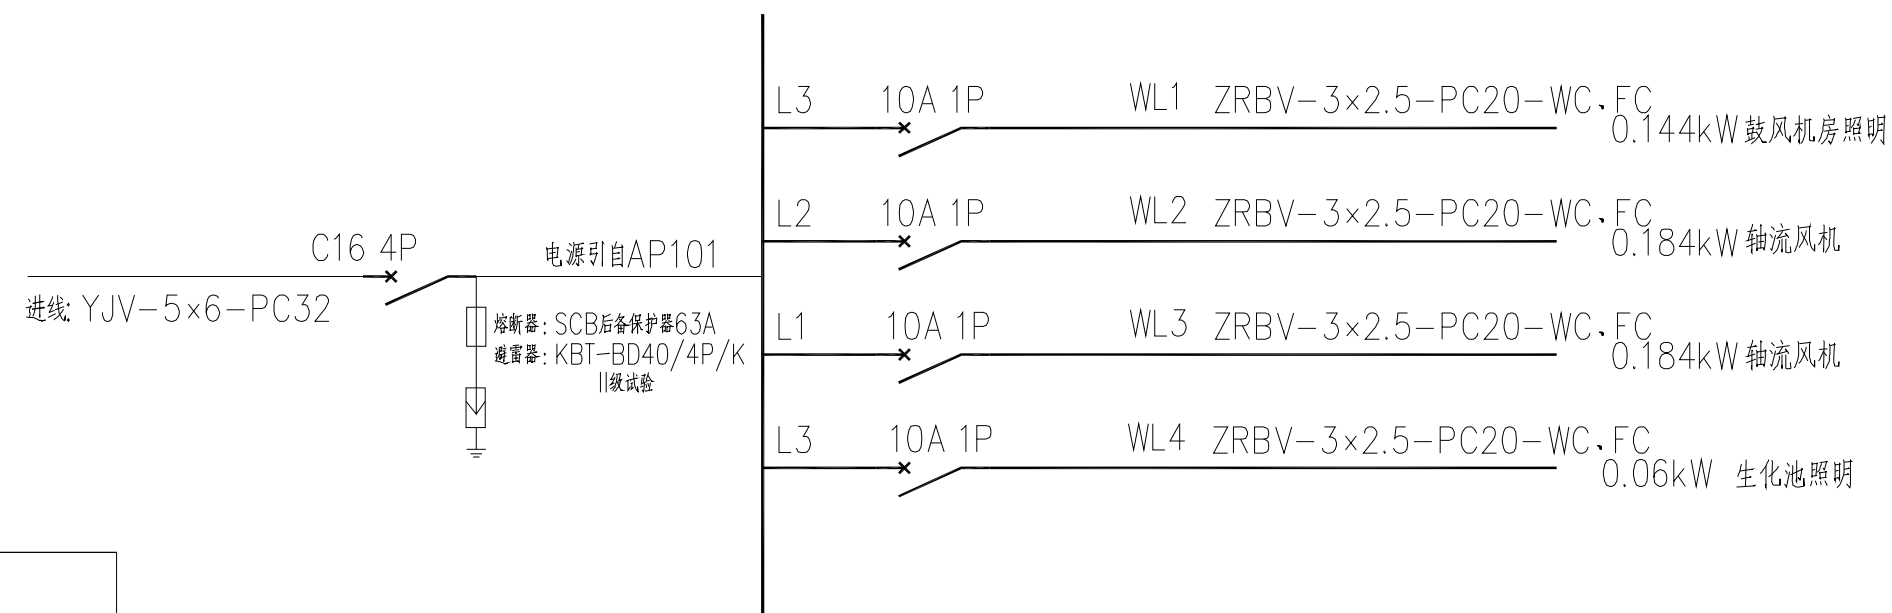 L3 10A 1P WL1 ZRBV-3×2.5-PC20-WC、FC
0.144kW 鼓风机房照明
L2 10A 1P WL2 ZRBV-3×2.5-PC20-WC、FC
0.184kW 轴流风机
C16 4P
电源引自AP101
进线: YJV-5×6-PC32
熔断器: SCB后备保护器63A
避雷器: KBT-BD40/4P/K
II级试验
L1 10A 1P WL3 ZRBV-3×2.5-PC20-WC、FC
0.184kW 轴流风机
L3 10A 1P WL4 ZRBV-3×2.5-PC20-WC、FC
0.06kW 生化池照明